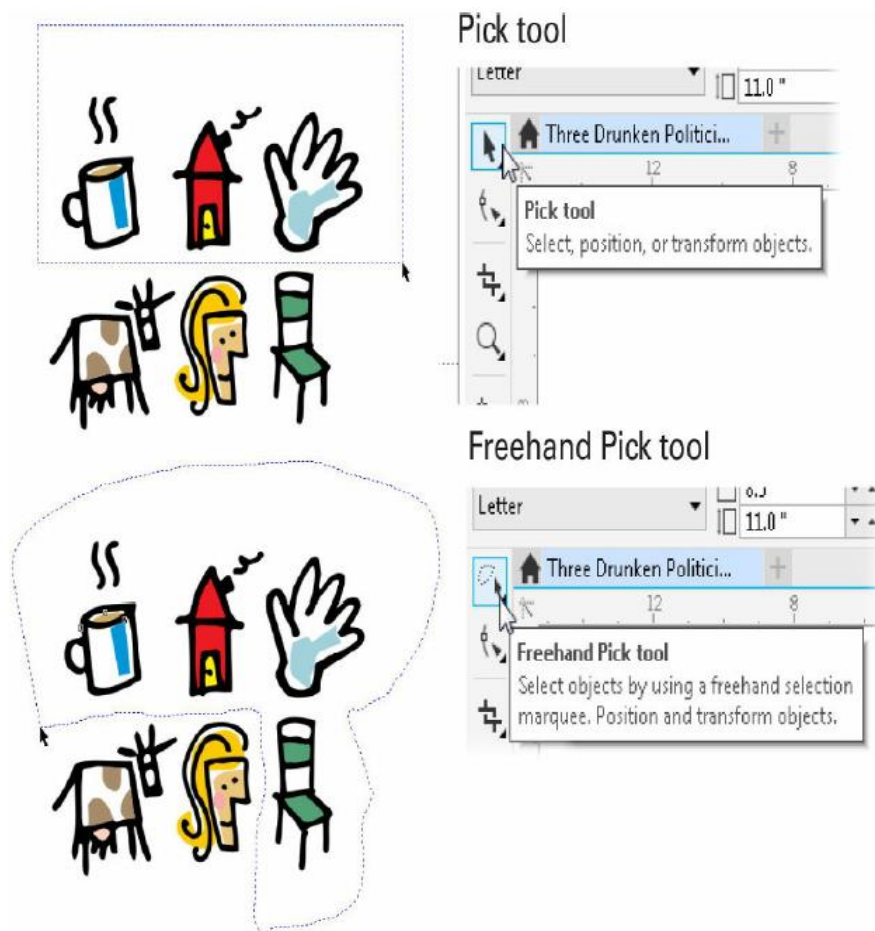 Pick tool
Letter
11.0 "
Three Drunken Politici...
12 8
Pick tool
Select, position, or transform objects.
Freehand Pick tool
Letter
11.0 "
Three Drunken Politici...
12 8
Freehand Pick tool
Select objects by using a freehand selection
marquee. Position and transform objects.